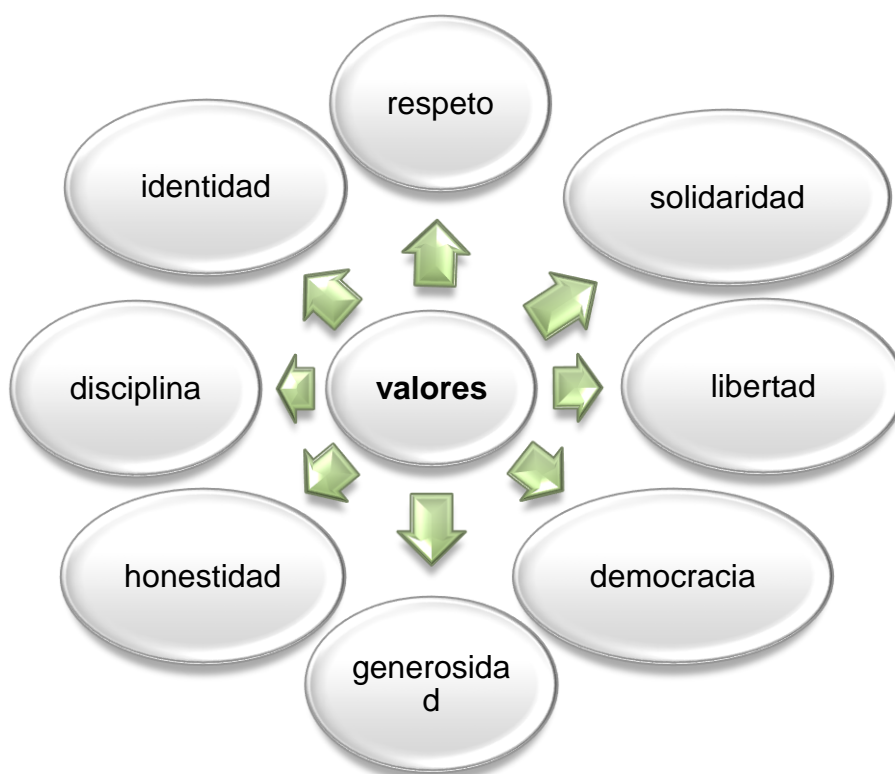 respeto
identidad
solidaridad
disciplina
valores
libertad
honestidad
democracia
generosida
d